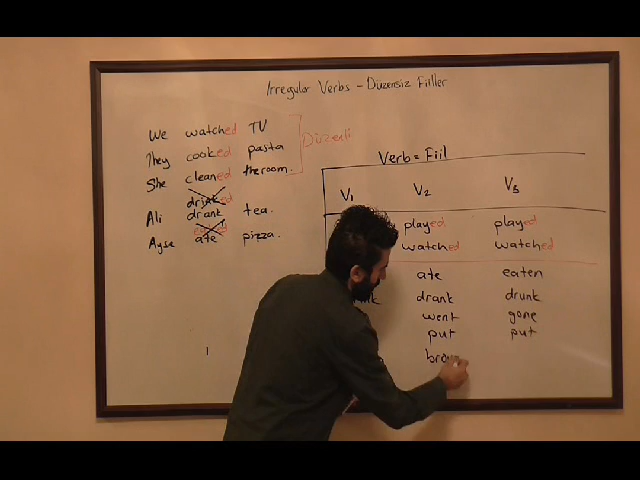 Irregular Verbs - Düzensiz Fiiller
We watched TV
They cooked pasta
She cleaned the room.
Düzenli
drinked
Ali drank tea.
Ayşe ate pizza.
Verb = Fiil
V1 V2 V3
played played
watched watched
ate eaten
drank drunk
went gone
put put